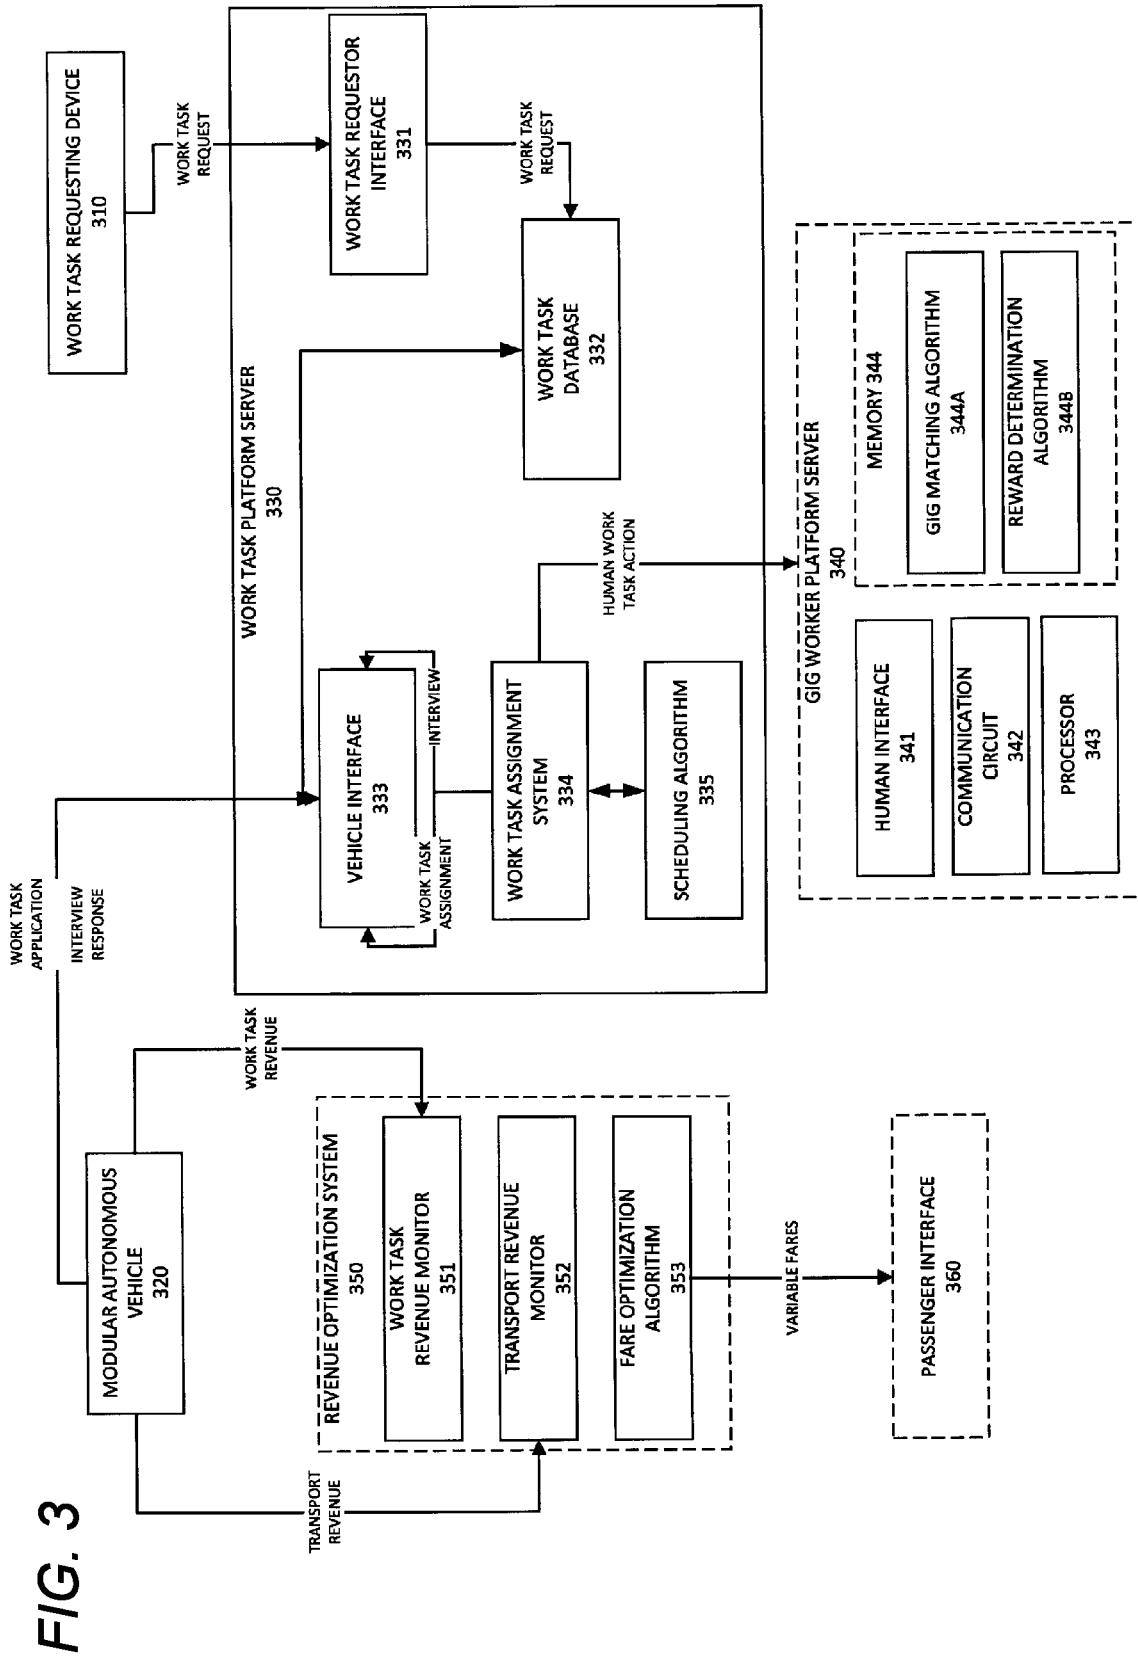 FIG. 3
MODULAR AUTONOMOUS
VEHICLE
320
WORK TASK
APPLICATION
INTERVIEW
RESPONSE
WORK TASK REQUESTING DEVICE
310
TRANSPORT
REVENUE
WORK TASK
REVENUE
WORK TASK
REQUEST
REVENUE OPTIMIZATION SYSTEM
350
WORK TASK
REVENUE MONITOR
351
TRANSPORT REVENUE
MONITOR
352
FARE OPTIMIZATION
ALGORITHM
353
VARIABLE FARES
PASSENGER INTERFACE
360
WORK TASK PLATFORM SERVER
330
WORK TASK REQUESTOR
INTERFACE
331
WORK TASK
REQUEST
WORK TASK
DATABASE
332
VEHICLE INTERFACE
333
WORK TASK
ASSIGNMENT
INTERVIEW
WORK TASK ASSIGNMENT
SYSTEM
334
SCHEDULING ALGORITHM
335
HUMAN WORK
TASK ACTION
GIG WORKER PLATFORM SERVER
340
HUMAN INTERFACE
341
COMMUNICATION
CIRCUIT
342
PROCESSOR
343
MEMORY 344
GIG MATCHING ALGORITHM
344A
REWARD DETERMINATION
ALGORITHM
344B